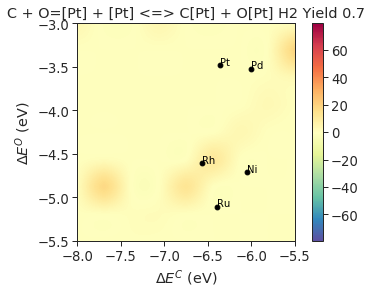 C + O=[Pt] + [Pt] <=> C[Pt] + O[Pt] H2 Yield 0.7
−3.0
−3.5
−4.0
−4.5
−5.0
−5.5
ΔE^O (eV)
Pt
Pd
Rh
Ni
Ru
−8.0 −7.5 −7.0 −6.5 −6.0 −5.5
ΔE^C (eV)
60
40
20
0
−20
−40
−60